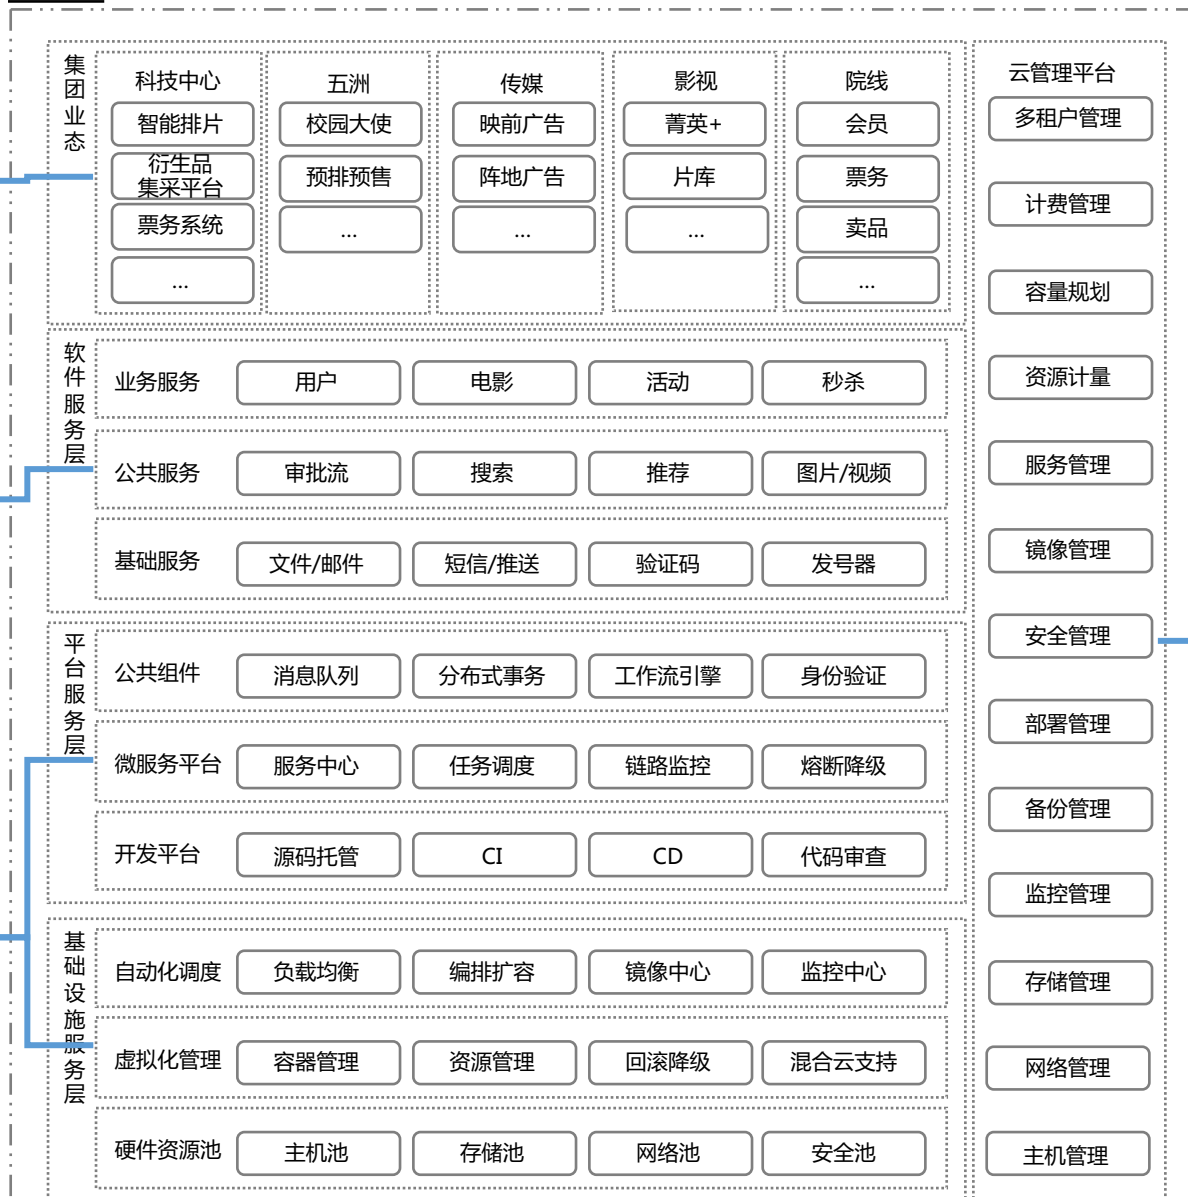 集团业态
科技中心
智能排片
衍生品
集采平台
票务系统
...
五洲
校园大使
预排预售
...
传媒
映前广告
阵地广告
...
影视
菁英+
片库
...
院线
会员
票务
卖品
...
软件服务层
业务服务
用户
电影
活动
秒杀
公共服务
审批流
搜索
推荐
图片/视频
基础服务
文件/邮件
短信/推送
验证码
发号器
平台服务层
公共组件
消息队列
分布式事务
工作流引擎
身份验证
微服务平台
服务中心
任务调度
链路监控
熔断降级
开发平台
源码托管
CI
CD
代码审查
基础设施服务层
自动化调度
负载均衡
编排扩容
镜像中心
监控中心
虚拟化管理
容器管理
资源管理
回滚降级
混合云支持
硬件资源池
主机池
存储池
网络池
安全池
云管理平台
多租户管理
计费管理
容量规划
资源计量
服务管理
镜像管理
安全管理
部署管理
备份管理
监控管理
存储管理
网络管理
主机管理